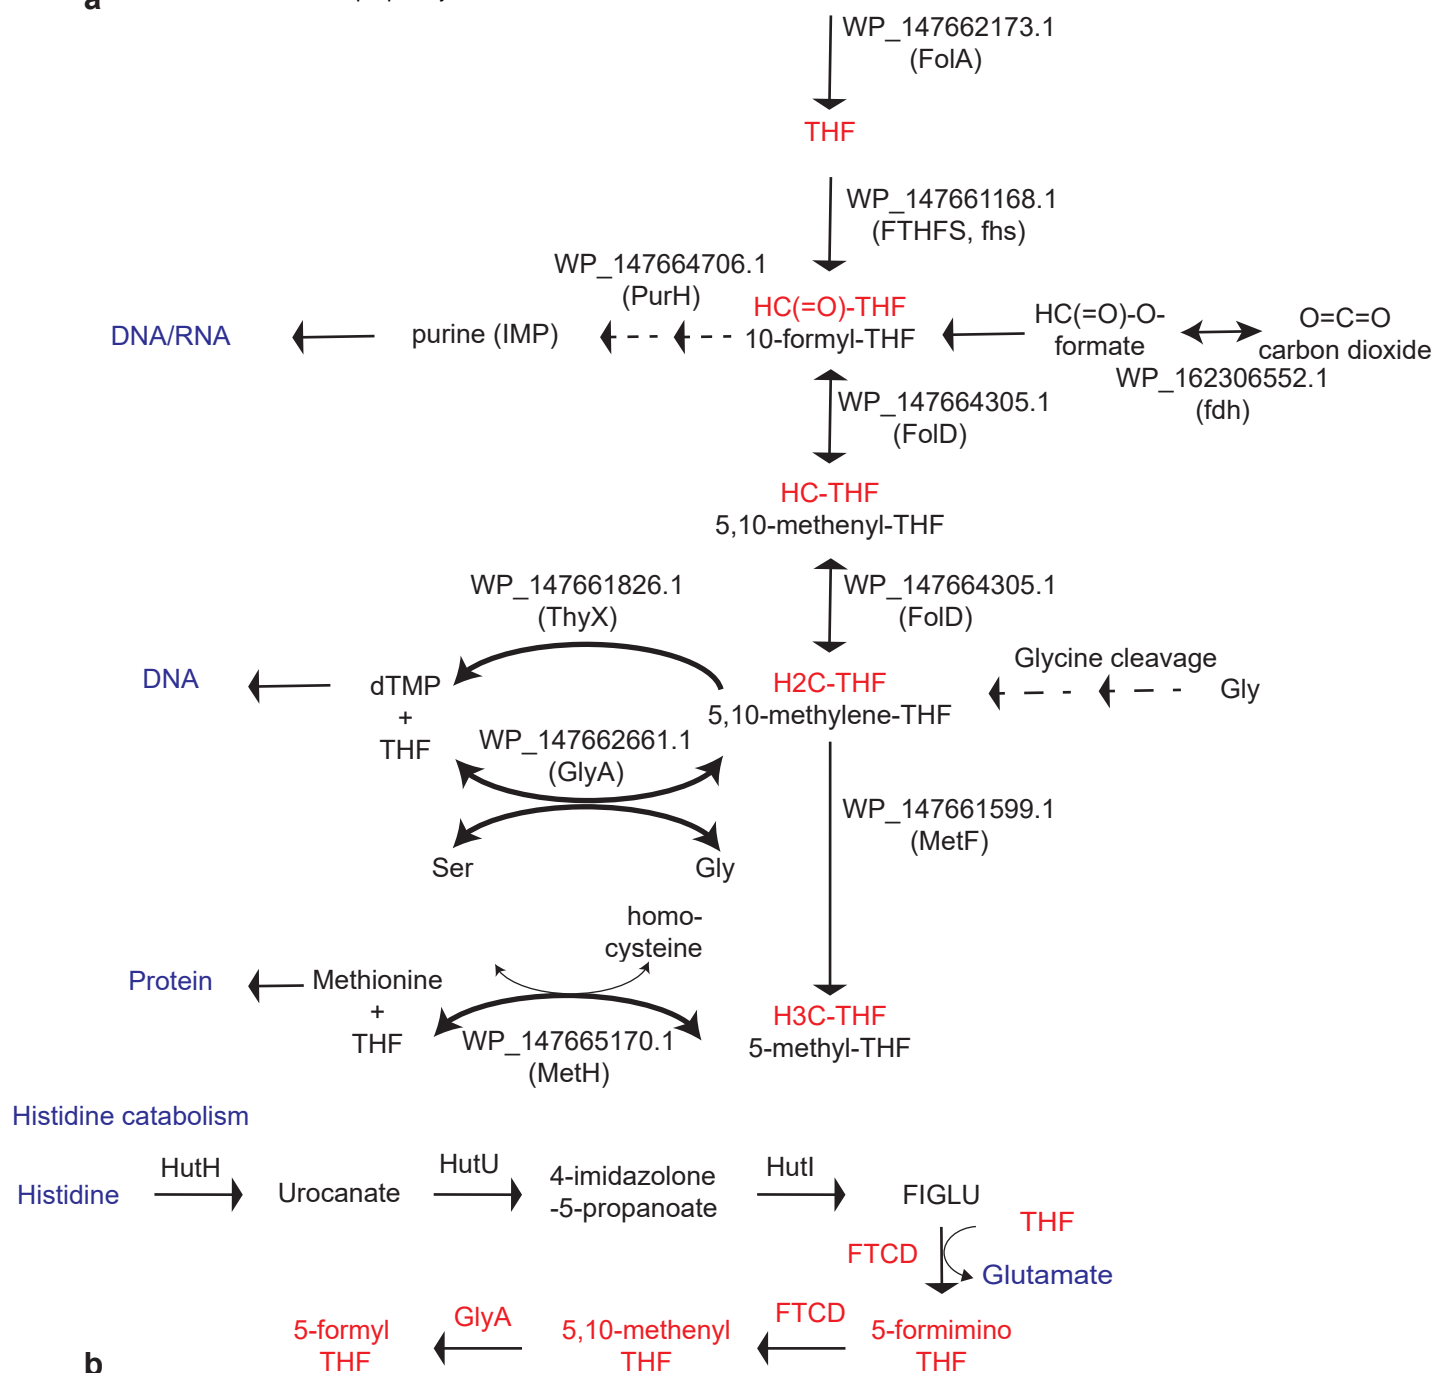 a
WP_147662173.1
(FolA)
THF
WP_147661168.1
(FTHFS, fhs)
WP_147664706.1
(PurH)
DNA/RNA
purine (IMP)
HC(=O)-THF
10-formyl-THF
HC(=O)-O-
formate
O=C=O
carbon dioxide
WP_162306552.1
(fdh)
WP_147664305.1
(FolD)
HC-THF
5,10-methenyl-THF
WP_147661826.1
(ThyX)
WP_147664305.1
(FolD)
DNA
dTMP
+
THF
H2C-THF
5,10-methylene-THF
Glycine cleavage
Gly
WP_147662661.1
(GlyA)
Ser
Gly
WP_147661599.1
(MetF)
homo-
cysteine
Protein
Methionine
+
THF
WP_147665170.1
(MetH)
H3C-THF
5-methyl-THF
Histidine catabolism
Histidine
HutH
Urocanate
HutU
4-imidazolone
-5-propanoate
HutI
FIGLU
THF
FTCD
Glutamate
5-formyl
THF
GlyA
5,10-methenyl
THF
FTCD
5-formimino
THF
b